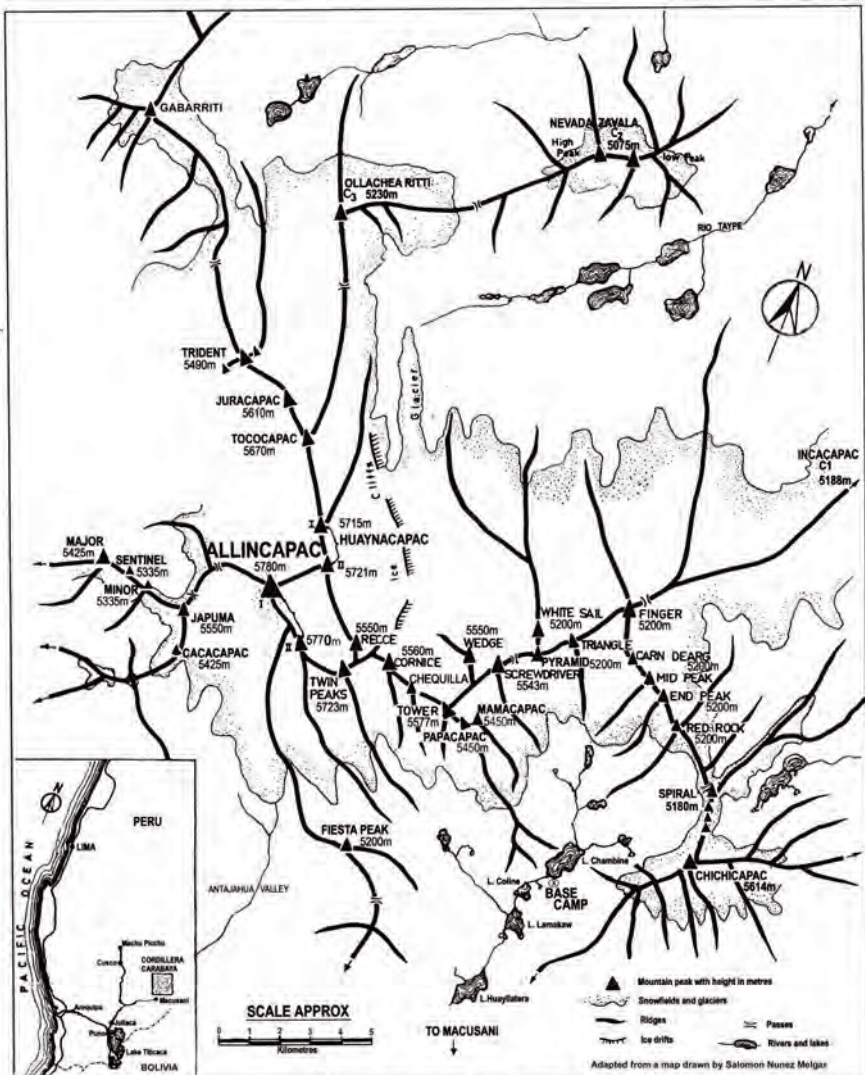 GABARRITI
NEVADA ZAVALA
C2
5075m
High
Peak
low Peak
OLLACHEA RITTI
C3 5230m
RIO TAYPE
N
TRIDENT
5490m
JURACAPAC
5610m
TOCOCAPAC
5670m
Glacier
Cliffs
Ice
INCACAPAC
C1
5188m
I 5715m
HUAYNACAPAC
II 5721m
ALLINCAPAC
5780m
I
II 5770m
MAJOR
5425m
SENTINEL
5335m
MINOR
5335m
JAPUMA
5550m
CACACAPAC
5425m
TWIN
PEAKS
5723m
5550m
RECCE
5560m
CORNICE
CHEQUILLA
TOWER
5577m
5550m
WEDGE
MAMACAPAC
5450m
PAPACAPAC
5450m
SCREWDRIVER
5543m
WHITE SAIL
5200m
PYRAMID
TRIANGLE
5200m
FINGER
5200m
CARN DEARG
5200m
MID PEAK
END PEAK
5200m
RED ROCK
5200m
SPIRAL
5180m
CHICHICAPAC
5614m
FIESTA PEAK
5200m
ANTAJAHUA VALLEY
L. Chambine
L. Coline
BASE
CAMP
L. Lamakaw
L.Huayllatera
TO MACUSANI
SCALE APPROX
0 1 2 3 4 5
Kilometres
N
PERU
PACIFIC OCEAN
LIMA
Machu Picchu
Cusco
CORDILLERA
CARABAYA
Macusani
Arequipa
Juliaca
Puno
Lake Titicaca
BOLIVIA
Mountain peak with height in metres
Snowfields and glaciers
Ridges
Passes
Ice drifts
Rivers and lakes
Adapted from a map drawn by Salomon Nunez Melgar